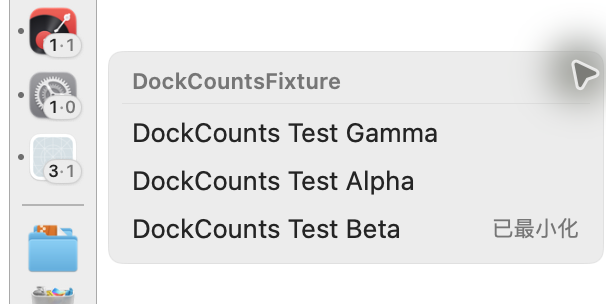 1·1
1·0
3·1
DockCountsFixture
DockCounts Test Gamma
DockCounts Test Alpha
DockCounts Test Beta 已最小化